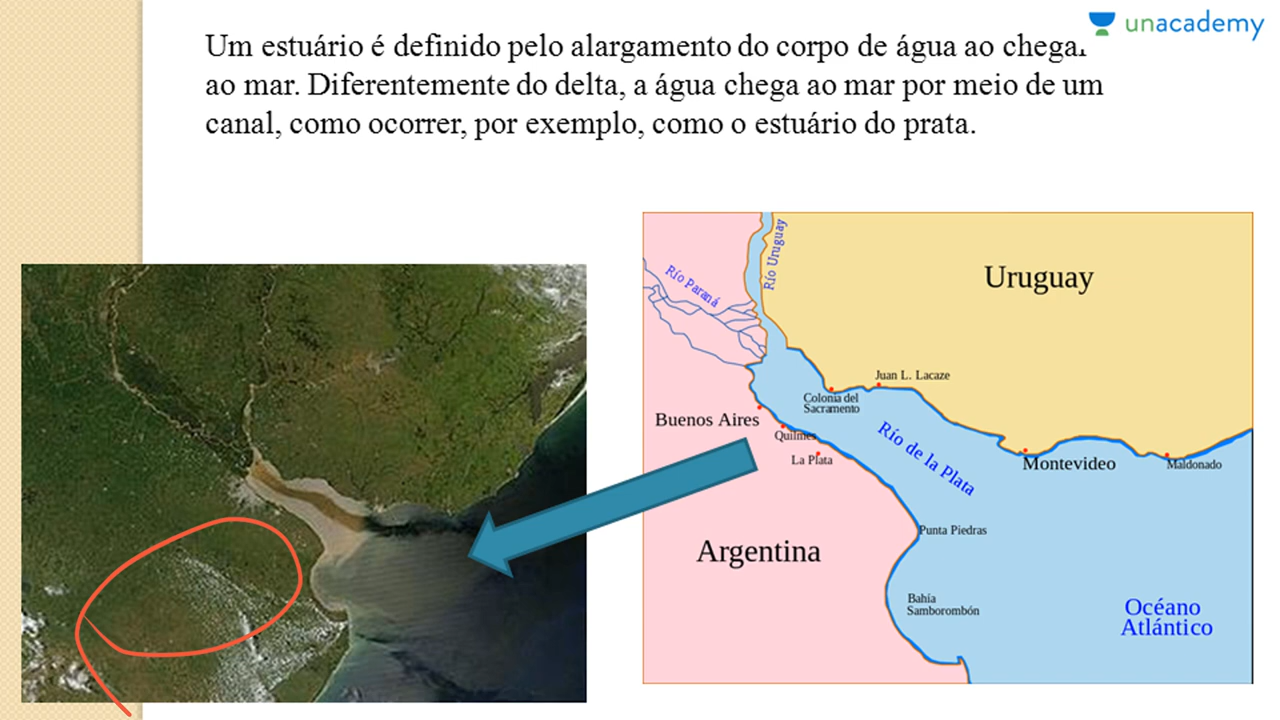 unacademy
Um estuário é definido pelo alargamento do corpo de água ao chegar
ao mar. Diferentemente do delta, a água chega ao mar por meio de um
canal, como ocorrer, por exemplo, como o estuário do prata.
Río Uruguay
Río Paraná
Uruguay
Juan L. Lacaze
Colonia del
Sacramento
Buenos Aires
Quilmes
La Plata
Río de la Plata
Montevideo
Maldonado
Punta Piedras
Argentina
Bahía
Samborombón
Océano
Atlántico